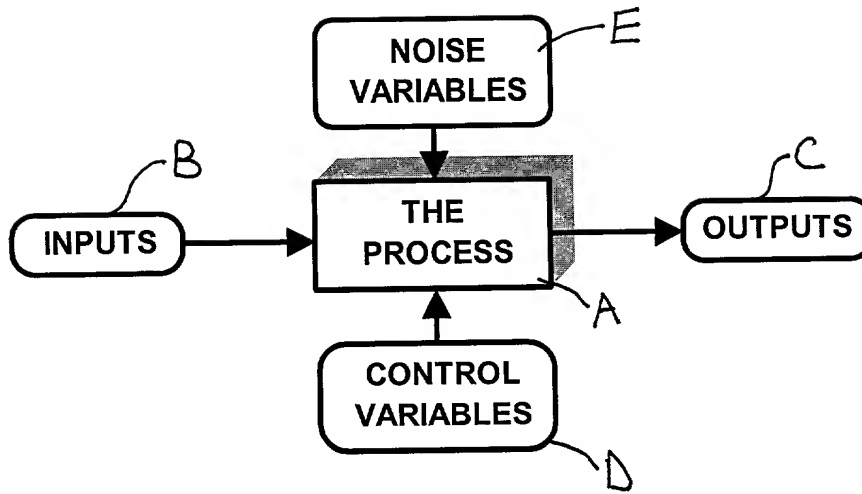 NOISE
VARIABLES
E
B
INPUTS
THE
PROCESS
C
OUTPUTS
A
CONTROL
VARIABLES
D